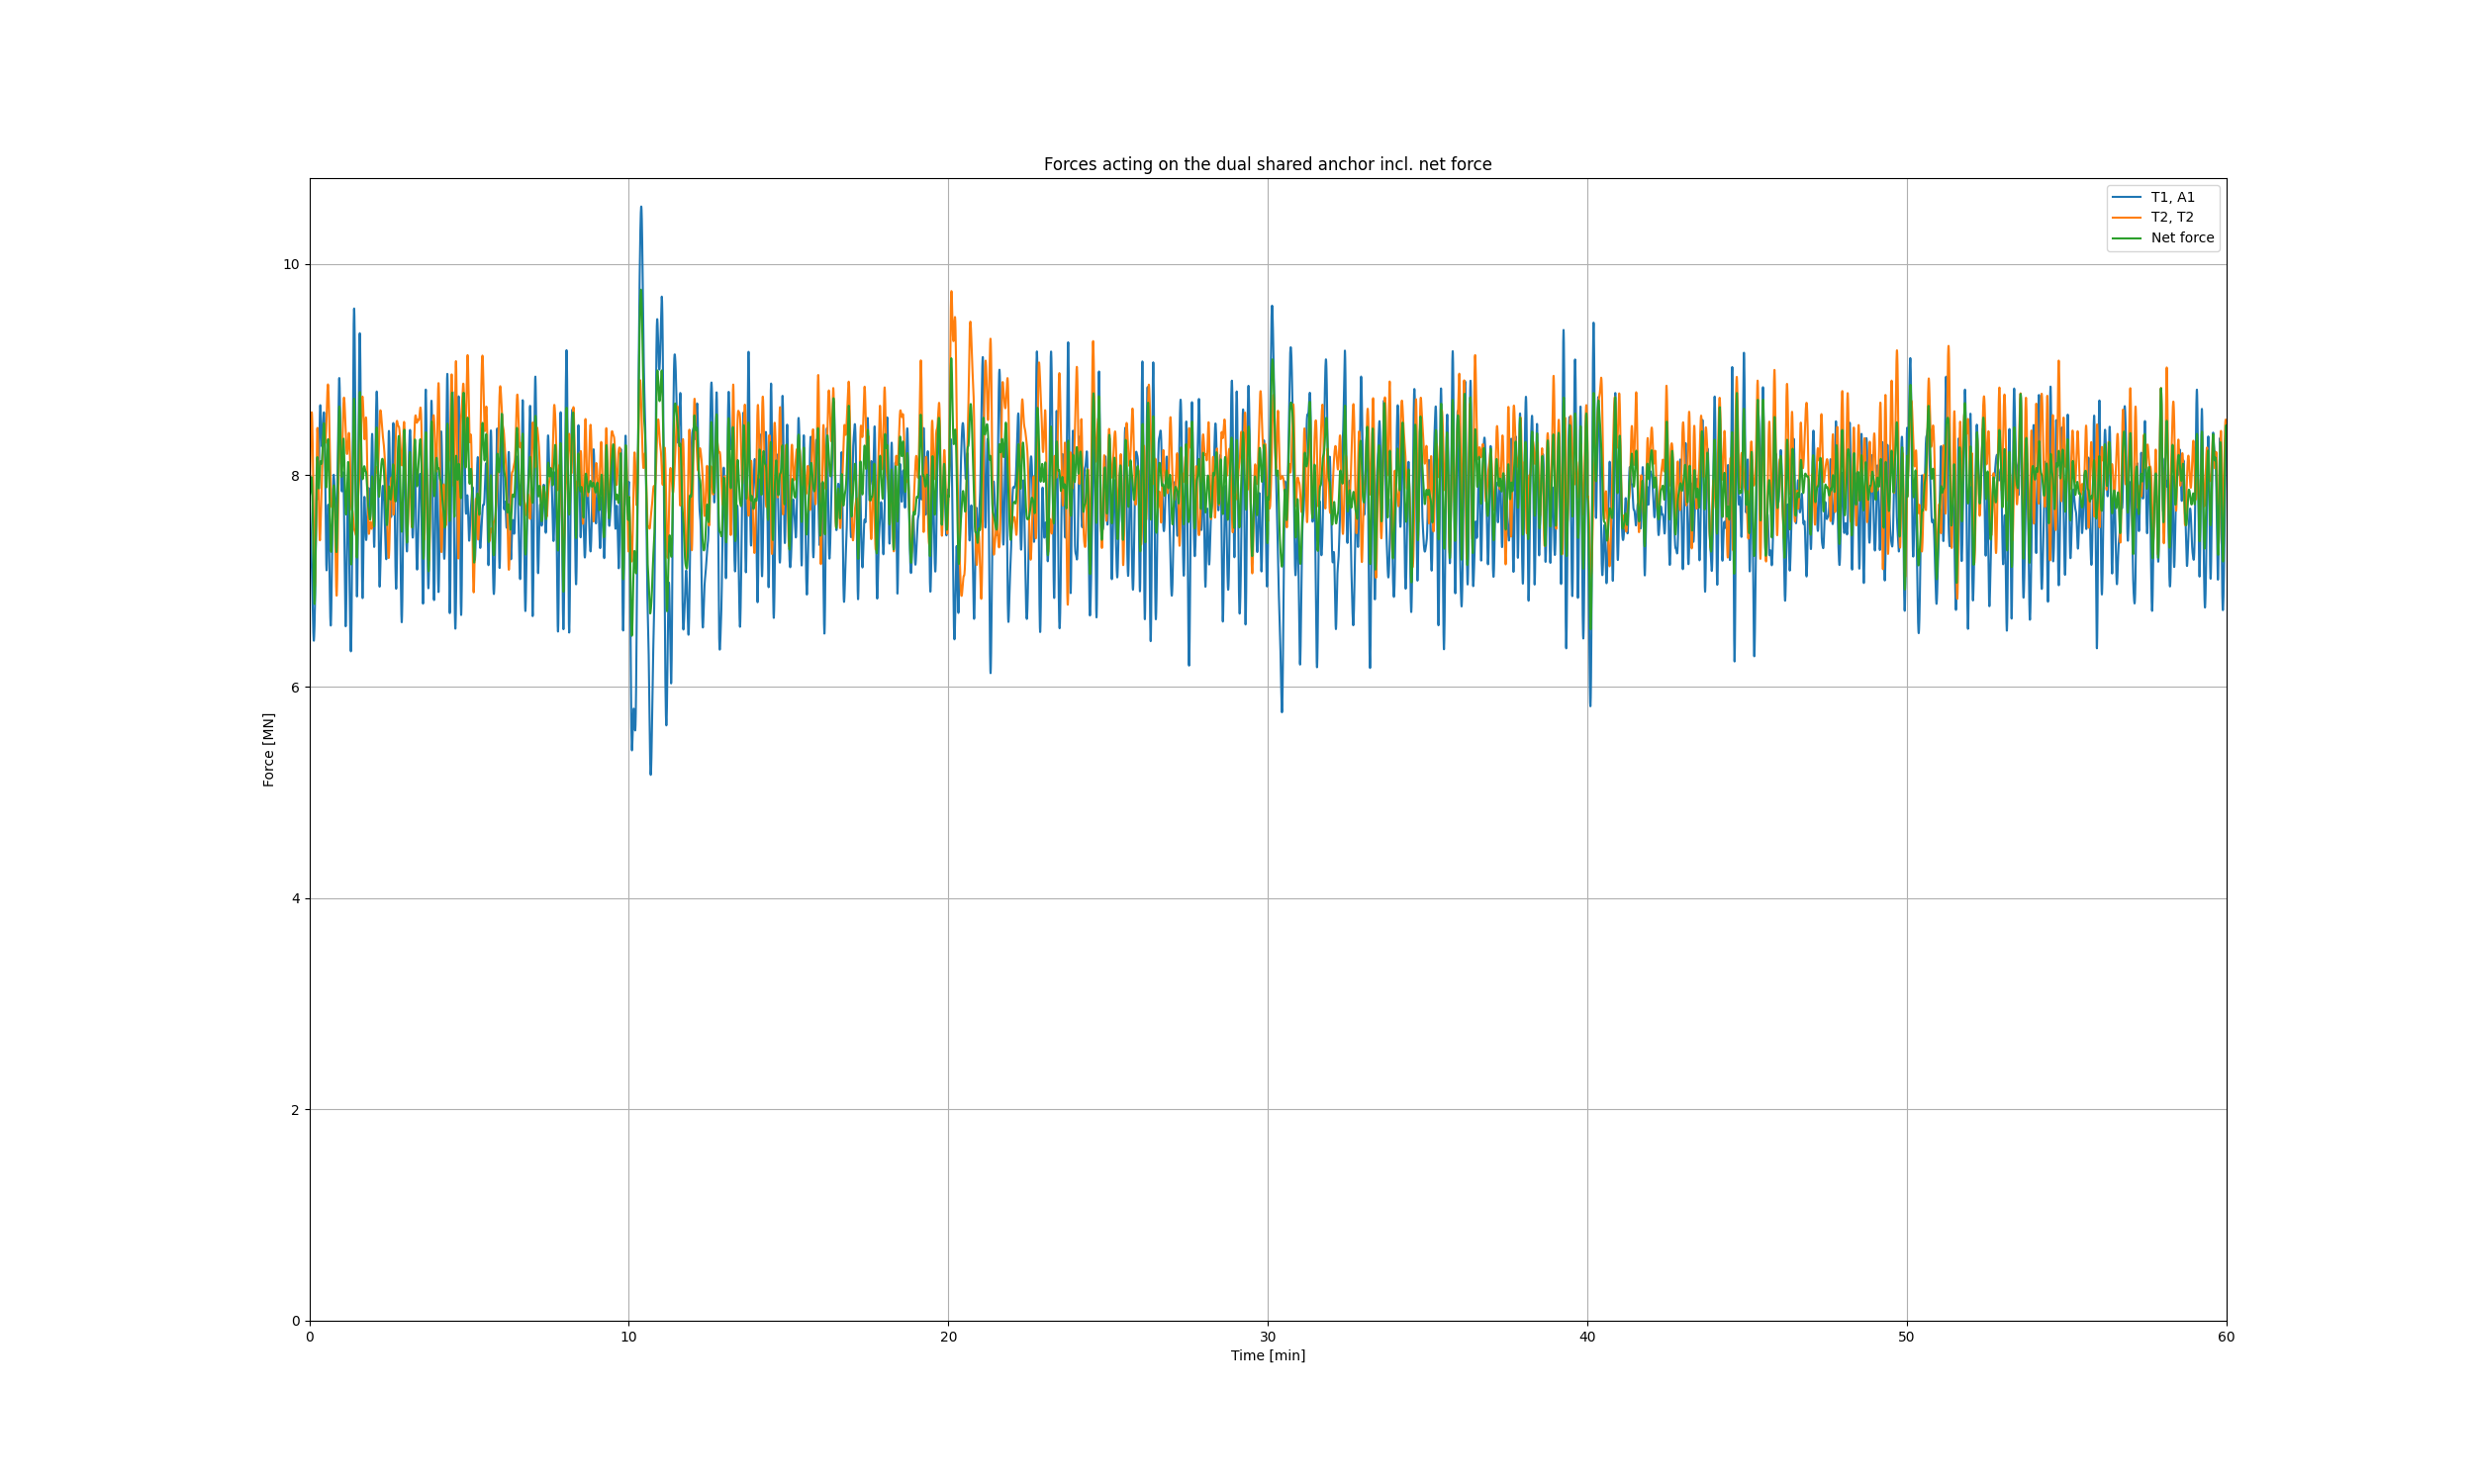 Forces acting on the dual shared anchor incl. net force
T1, A1
T2, T2
Net force
Force [MN]
10
8
6
4
2
0
0 10 20 30 40 50 60
Time [min]